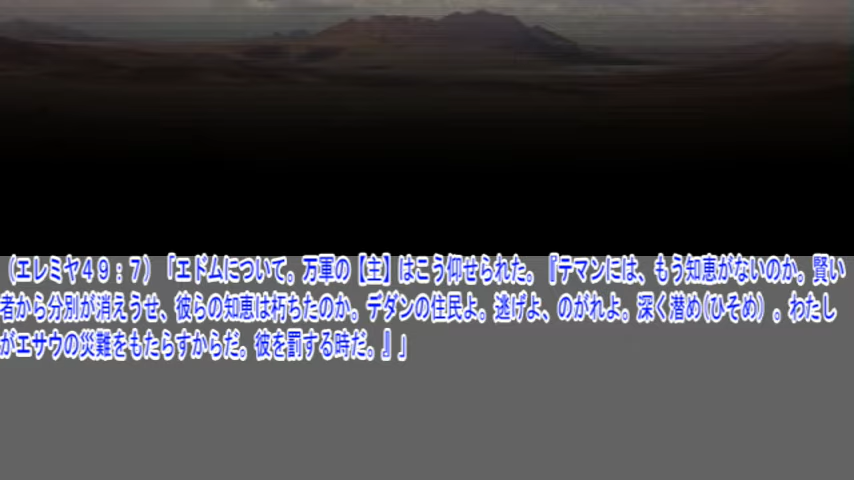 （エレミヤ４９：７）「エドムについて。万軍の【主】はこう仰せられた。『テマンには、もう知恵がないのか。賢い
者から分別が消えうせ、彼らの知恵は朽ちたのか。デダンの住民よ。逃げよ、のがれよ。深く潜め(ひそめ）。わたし
がエサウの災難をもたらすからだ。彼を罰する時だ。』」